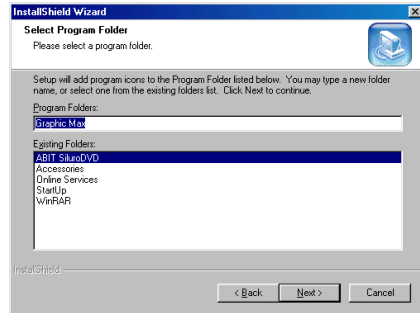 InstallShield Wizard
Select Program Folder
Please select a program folder.
Setup will add program icons to the Program Folder listed below. You may type a new folder
name, or select one from the existing folders list. Click Next to continue.
Program Folders:
Graphic Max
Existing Folders:
ABIT SiluroDVD
Accessories
Online Services
StartUp
WinRAR
InstallShield
< Back
Next >
Cancel